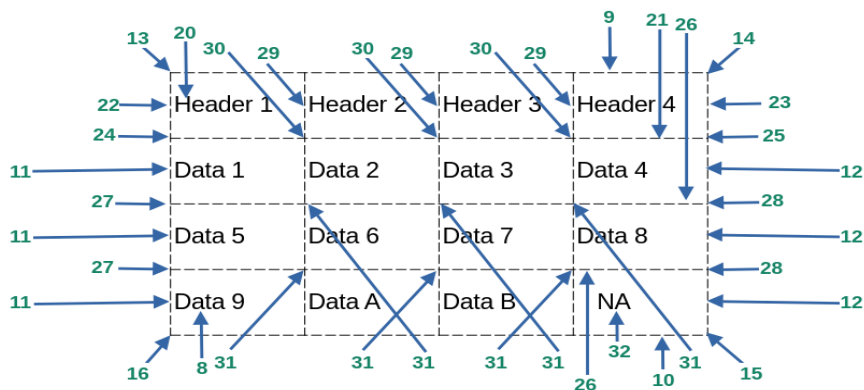 9 21 26
20
13 30 29 30 29 30 29 14
22 Header 1 Header 2 Header 3 Header 4 23
24 25
11 Data 1 Data 2 Data 3 Data 4 12
27 28
11 Data 5 Data 6 Data 7 Data 8 12
27 28
11 Data 9 Data A Data B NA 12
16 8 31 31 31 31 31 32 31 15
26 10